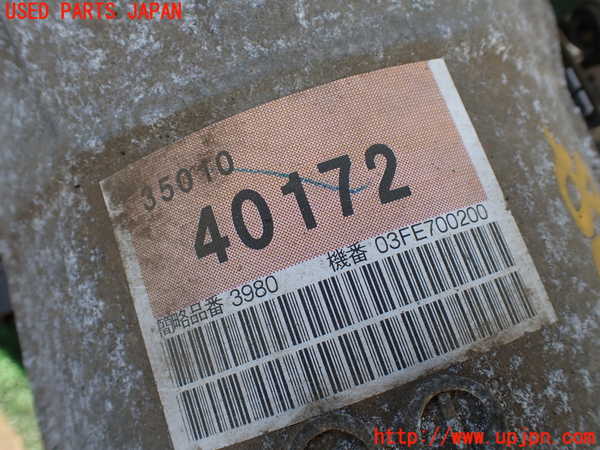 USED PARTS JAPAN
35010
40172
簡略品番 3980 機番 03FE700200
http://www.upjpn.com